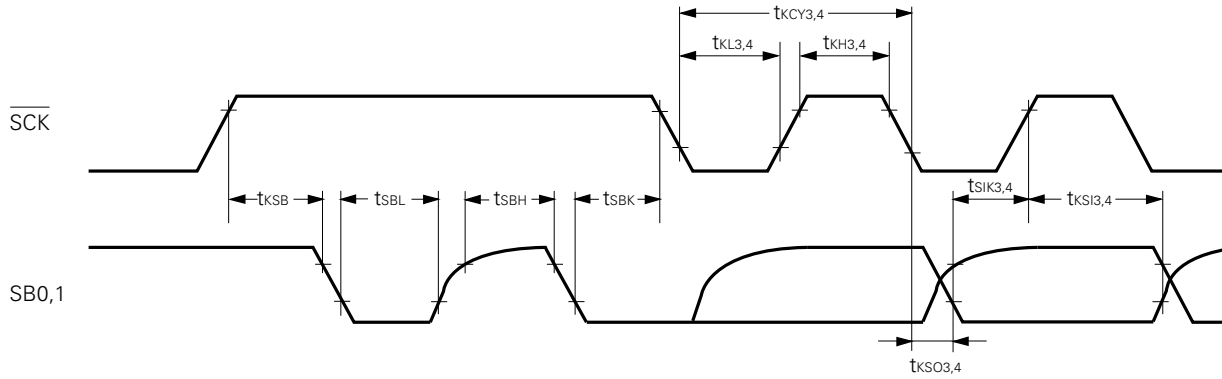 tKCY3,4
tKL3,4 tKH3,4
SCK
tKSB tSBL tSBH tSBK tSIK3,4 tKSI3,4
SB0,1
tKSO3,4